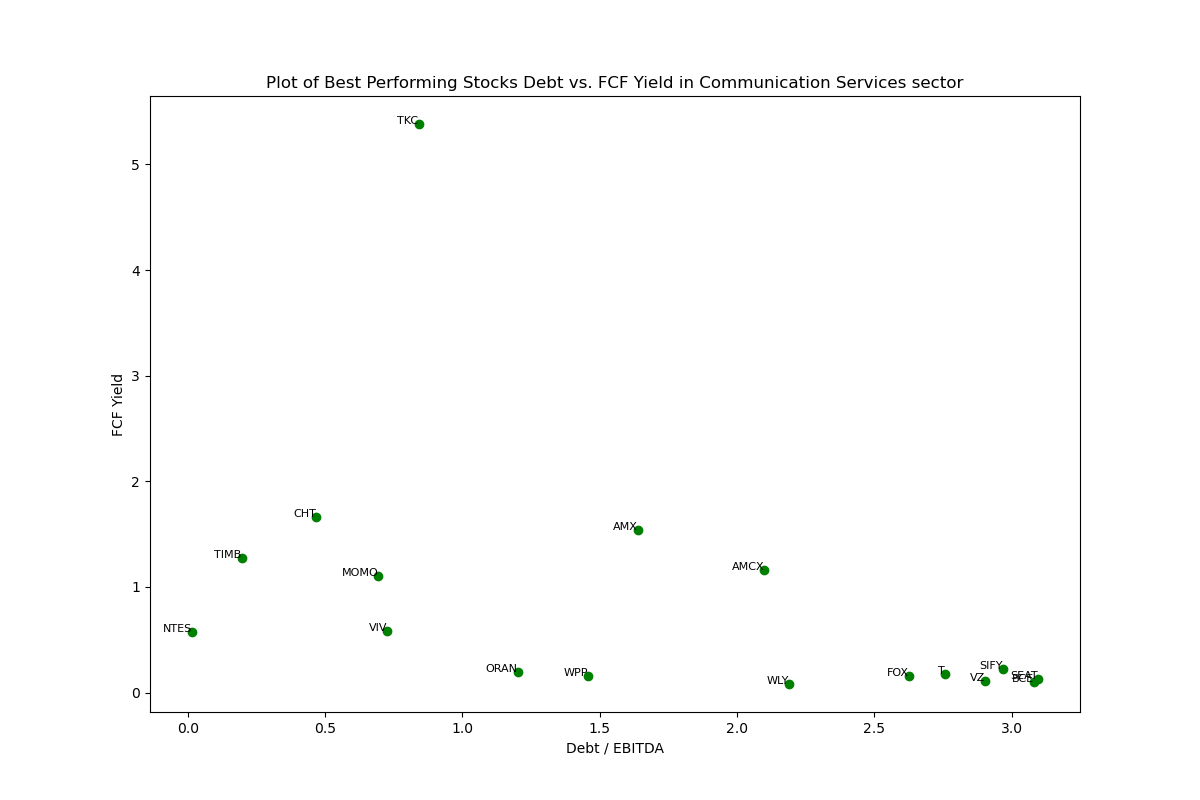 Plot of Best Performing Stocks Debt vs. FCF Yield in Communication Services sector
TKC
5
4
3
FCF Yield
2
CHT
AMX
TIMB
MOMO
AMCX
1
NTES
VIV
ORAN
WPP
WLY
FOX
T
VZ
SIFY
SEAT
BCE
0
0.0 0.5 1.0 1.5 2.0 2.5 3.0
Debt / EBITDA